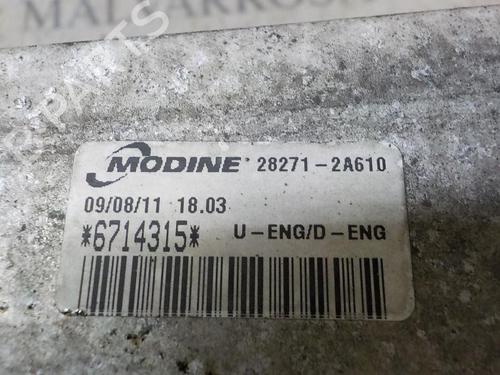 MODINE 28271-2A610
09/08/11 18.03
*6714315* U-ENG/D-ENG